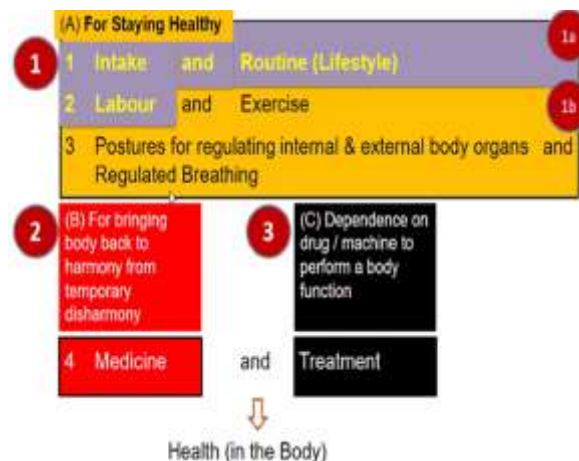 (A) For Staying Healthy
1a
1
1 Intake and Routine (Lifestyle)
2 Labour and Exercise
1b
3 Postures for regulating internal & external body organs and
Regulated Breathing
2
(B) For bringing
body back to
harmony from
temporary
disharmony
3
(C) Dependence on
drug / machine to
perform a body
function
4 Medicine and Treatment
Health (in the Body)